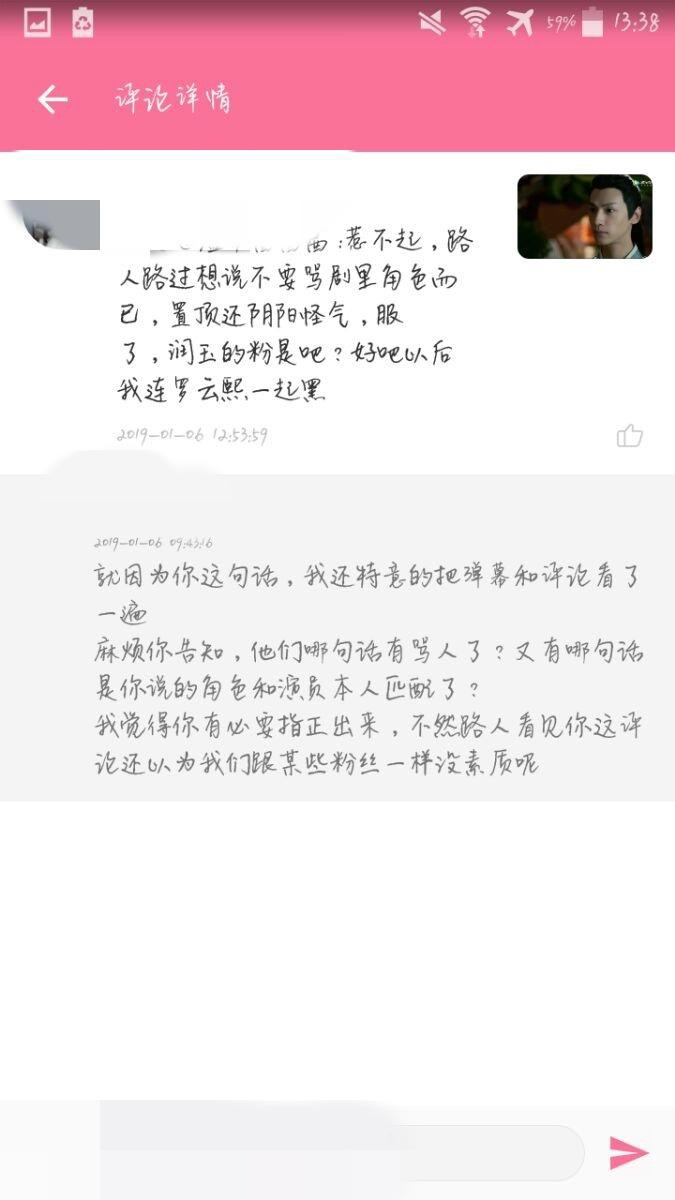 59% 13:38
评论详情
:惹不起，路
人路过想说不要骂剧里角色而
已，置顶还阴阳怪气，服
了，润玉的粉是吧？好吧以后
我连罗云熙一起黑
2019-01-06 12:53:59
2019-01-06 09:43:16
就因为你这句话，我还特意的把弹幕和评论看了
一遍
麻烦你告知，他们哪句话有骂人了？又有哪句话
是你说的角色和演员本人匹配了？
我觉得你有必要指正出来，不然路人看见你这评
论还以为我们跟某些粉丝一样没素质呢